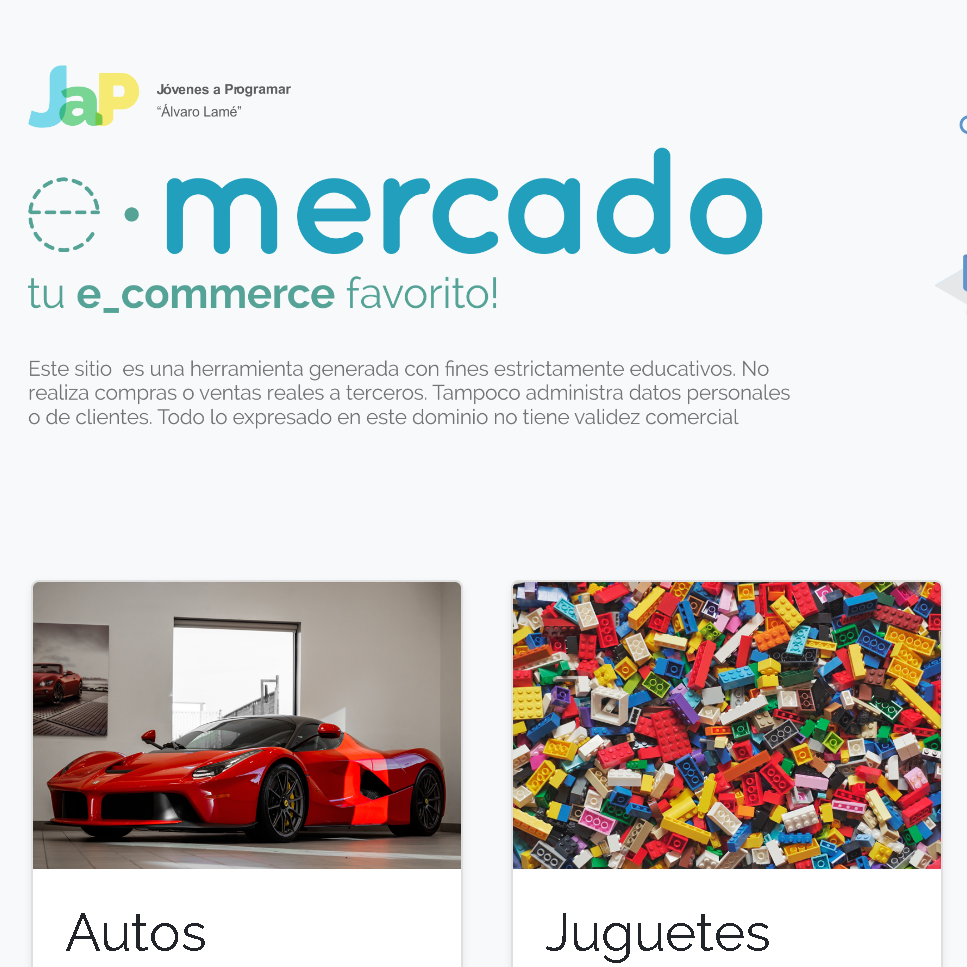 JaP
Jóvenes a Programar
“Álvaro Lamé”
e · mercado
tu e_commerce favorito!
Este sitio  es una herramienta generada con fines estrictamente educativos. No
realiza compras o ventas reales a terceros. Tampoco administra datos personales
o de clientes. Todo lo expresado en este dominio no tiene validez comercial
Autos
Juguetes